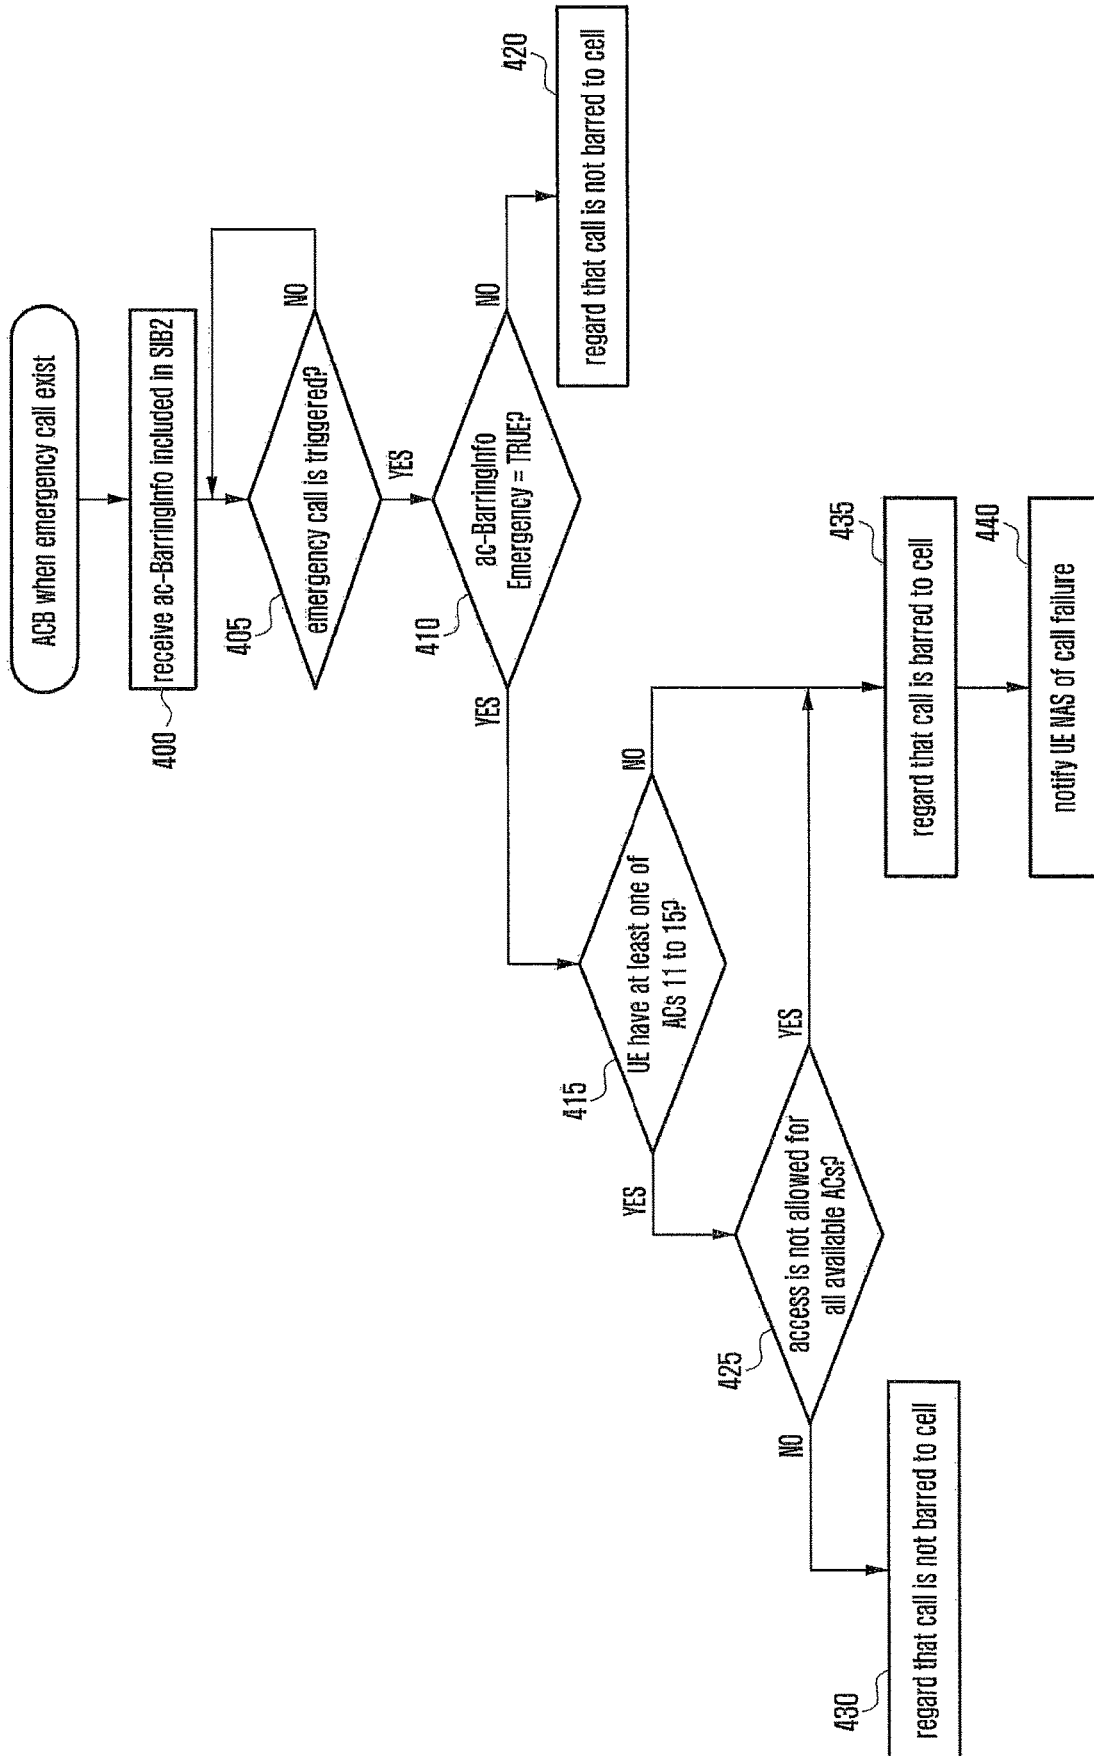 ACB when emergency call exist
400
receive ac-BarringInfo included in SIB2
405
emergency call is triggered?
NO
YES
410
ac-BarringInfo
Emergency = TRUE?
YES
NO
420
regard that call is not barred to cell
415
UE have at least one of
ACs 11 to 15?
YES
NO
425
access is not allowed for
all available ACs?
NO
YES
430
regard that call is not barred to cell
435
regard that call is barred to cell
440
notify UE NAS of call failure